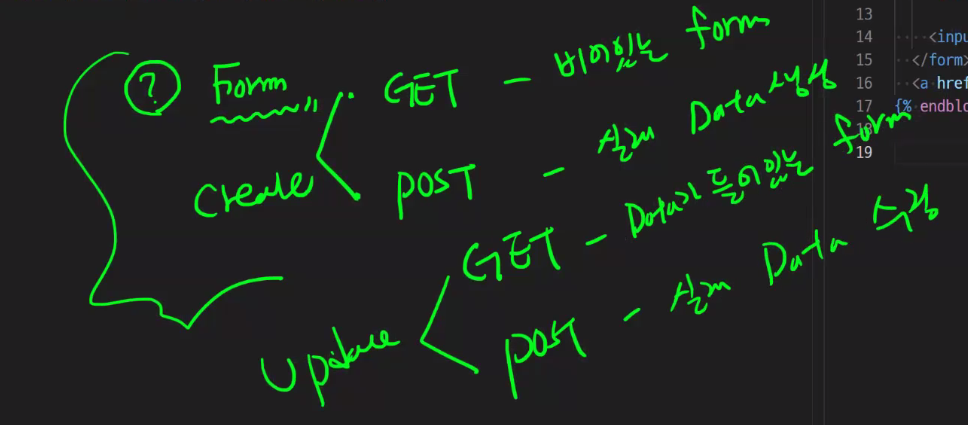 ? Form
Create
GET - 비어있는 form
POST - 실제 Data 생성
Update
GET - Data가 들어있는 form
POST - 실제 Data 수정
13
14 ····<inpu
15 ··</form>
16 ··<a href
17 {% endblo
18
19